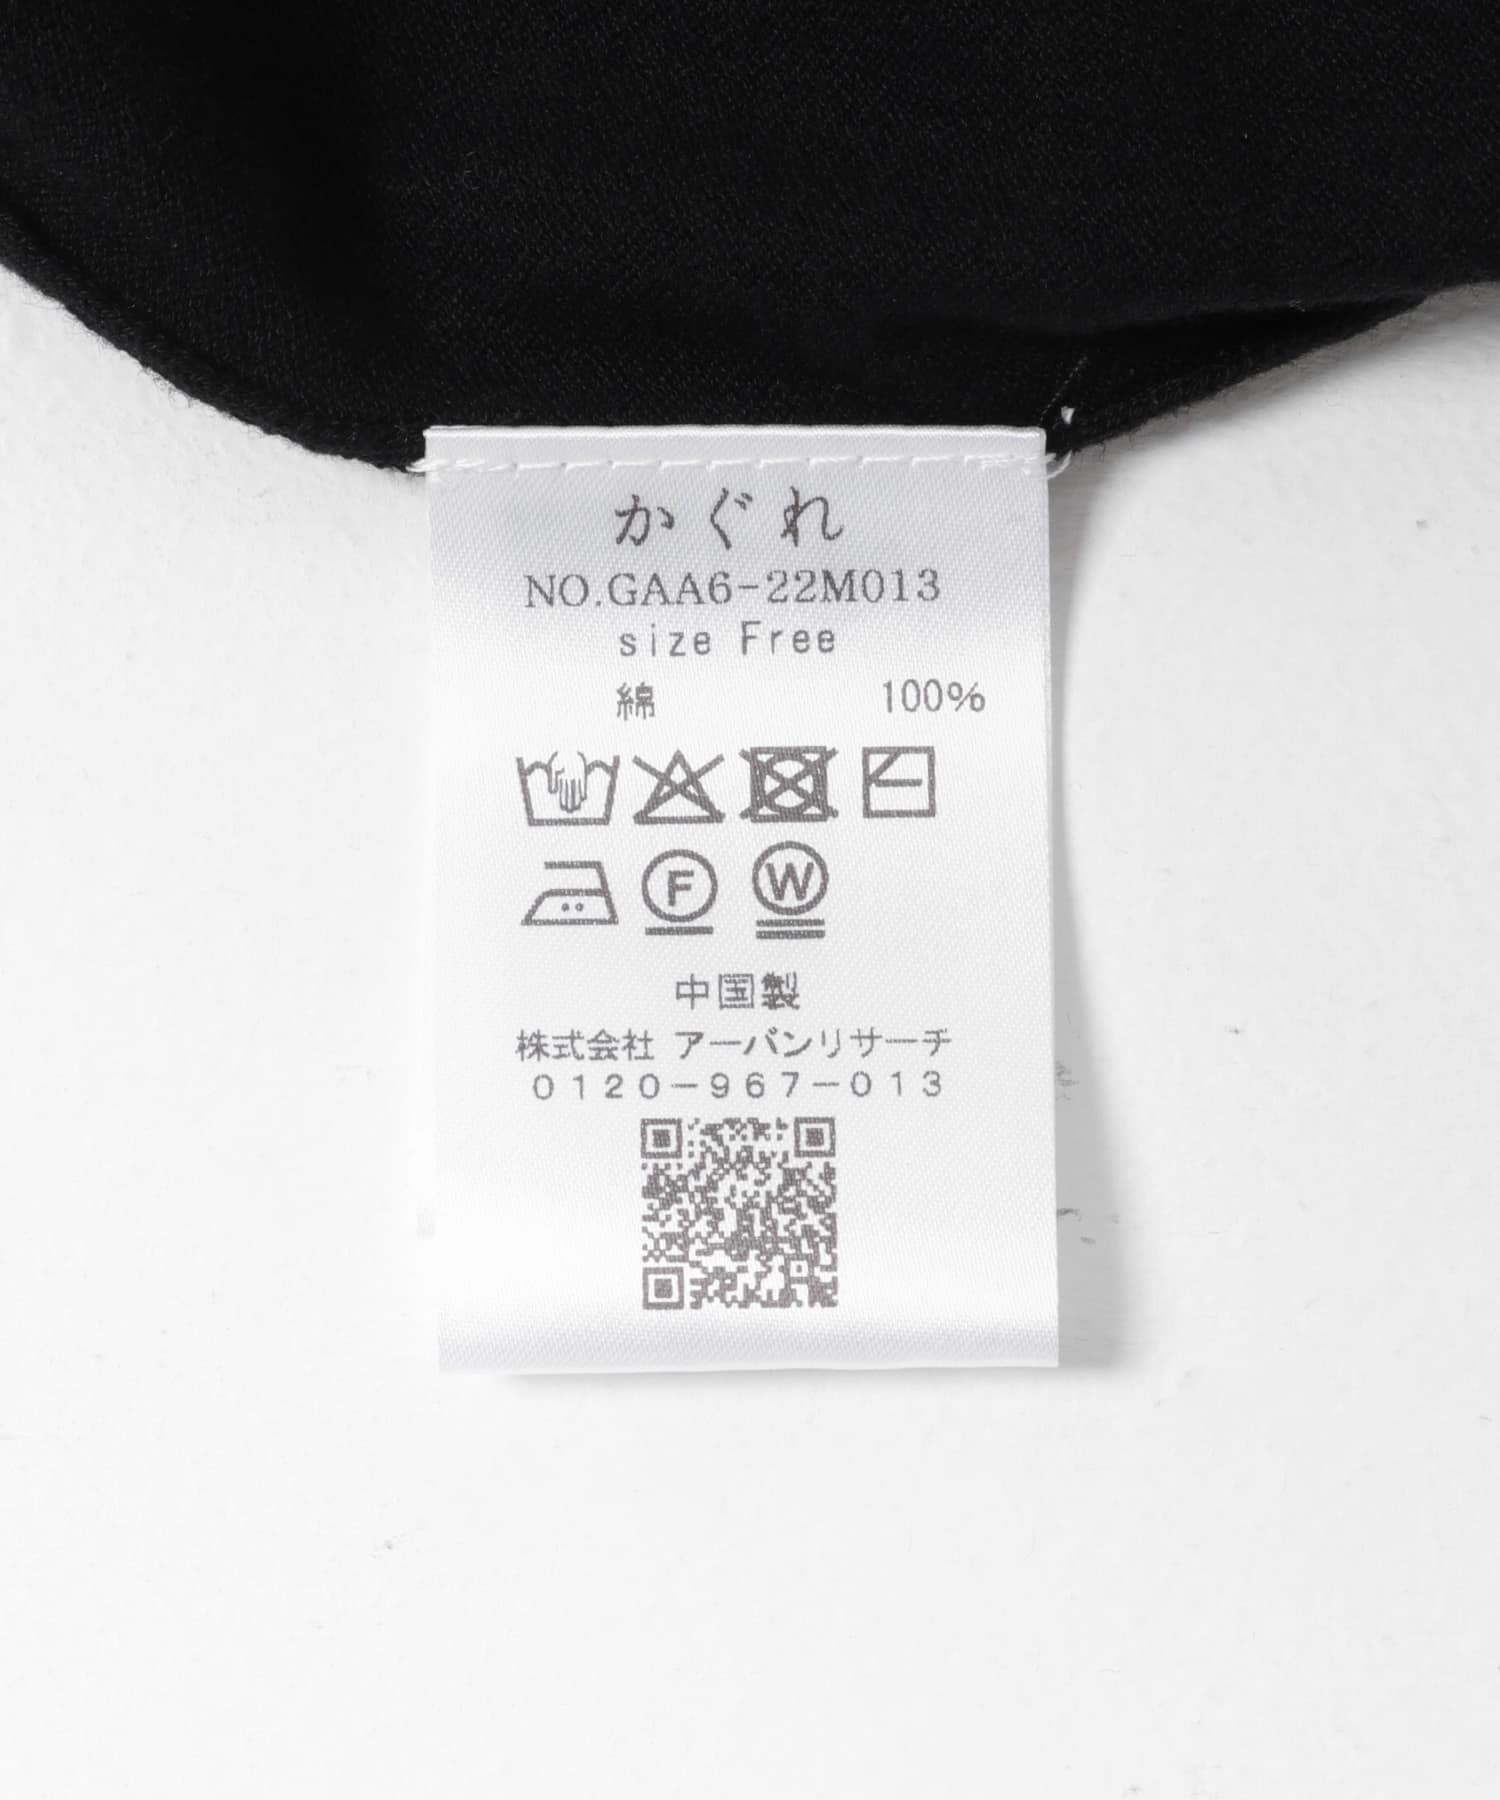 かぐれ
NO.GAA6-22M013
size Free
綿 100%
F W
中国製
株式会社 アーバンリサーチ
0120-967-013